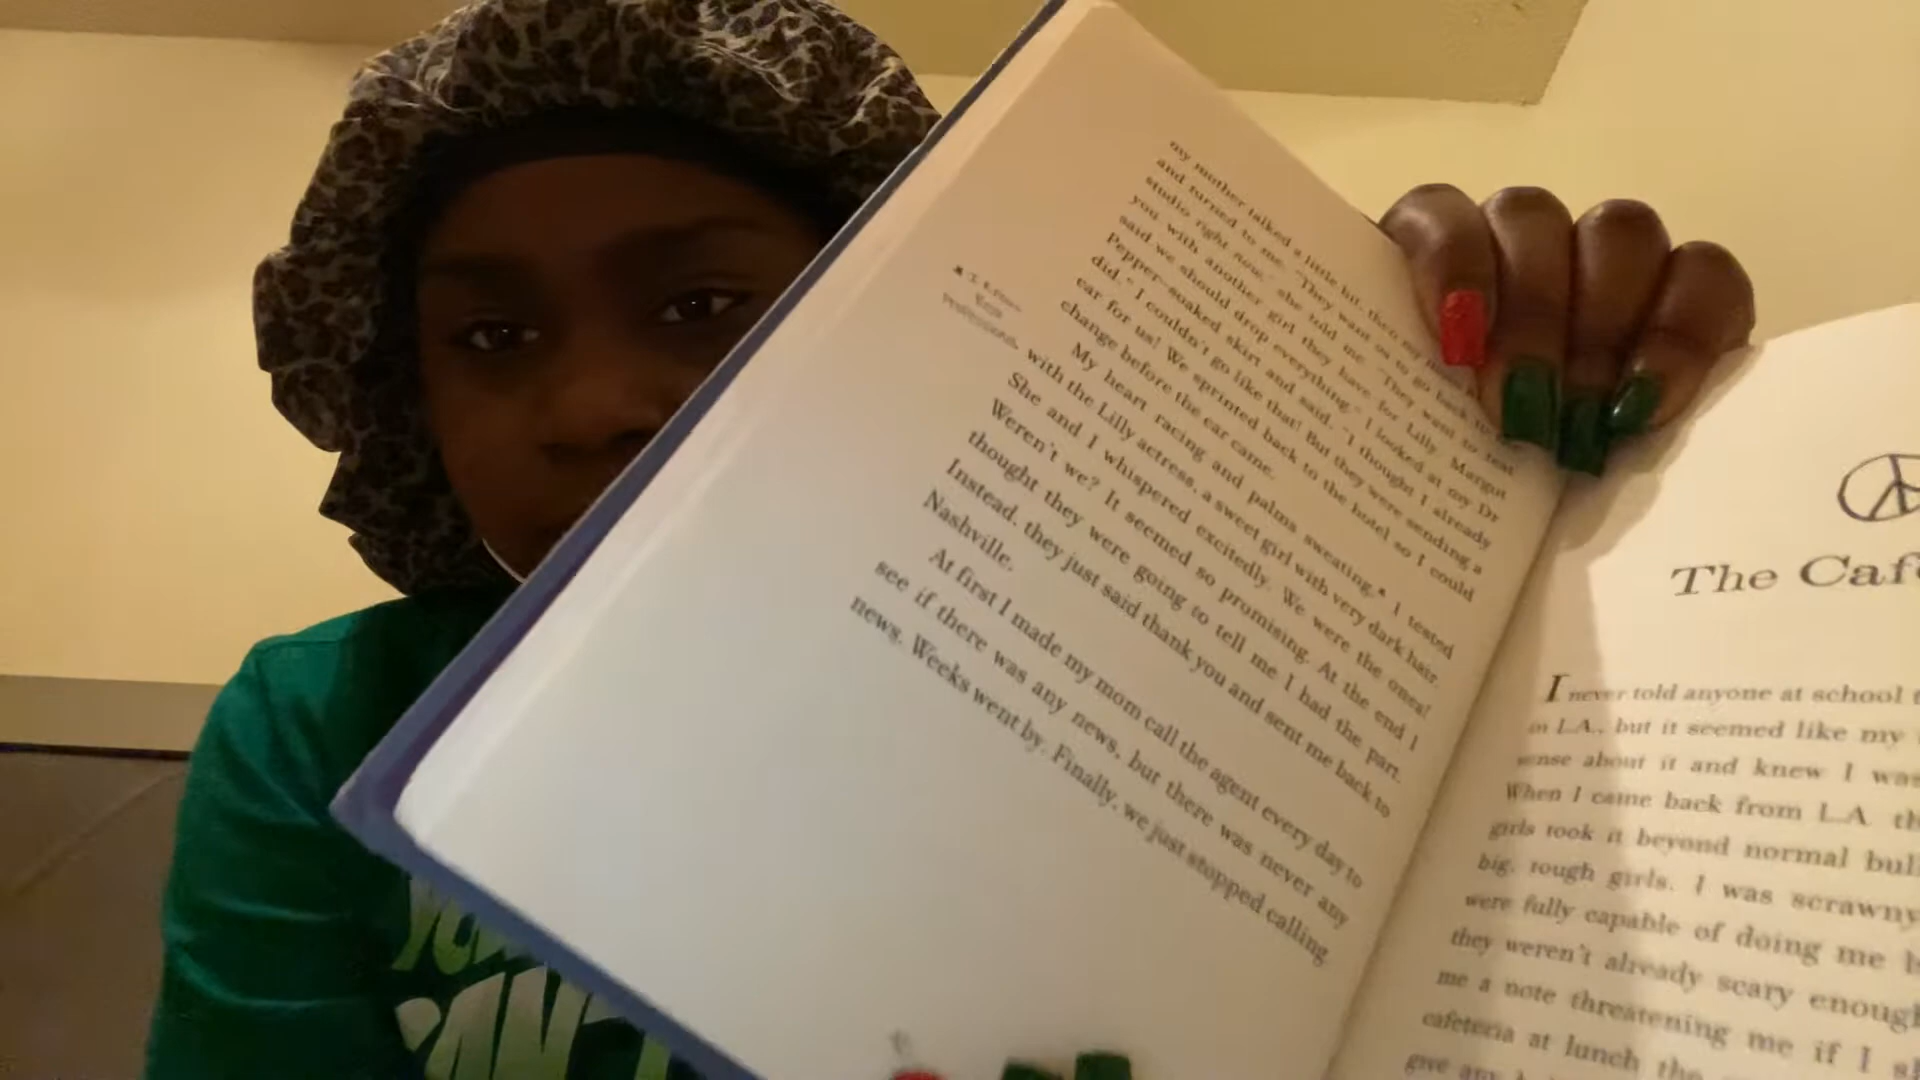 my mother talked a little bit, then my
and turned to me. "They want us to go back to
studio right now," she told me. "They want to test
you with another girl they have for Lilly. Margot
said we should drop everything." I looked at my Dr
Pepper-soaked skirt and said, "I thought I already
did." I couldn't go like that! But they were sending a
car for us! We sprinted back to the hotel so I could
change before the car came.
My heart racing and palms sweating,* I tested
with the Lilly actress, a sweet girl with very dark hair.
She and I whispered excitedly. We were the ones!
Weren't we? It seemed so promising. At the end I
thought they were going to tell me I had the part.
Instead, they just said thank you and sent me back to
Nashville.
At first I made my mom call the agent every day to
see if there was any news, but there was never any
news. Weeks went by. Finally, we just stopped calling
The Caf
I never told anyone at school
in L.A., but it seemed like my
sense about it and knew I was
When I came back from L.A. th
girls took it beyond normal bul
big, tough girls. I was scrawny
were fully capable of doing me
they weren't already scary enough
me a note threatening me if I
cafeteria at lunch the
give any